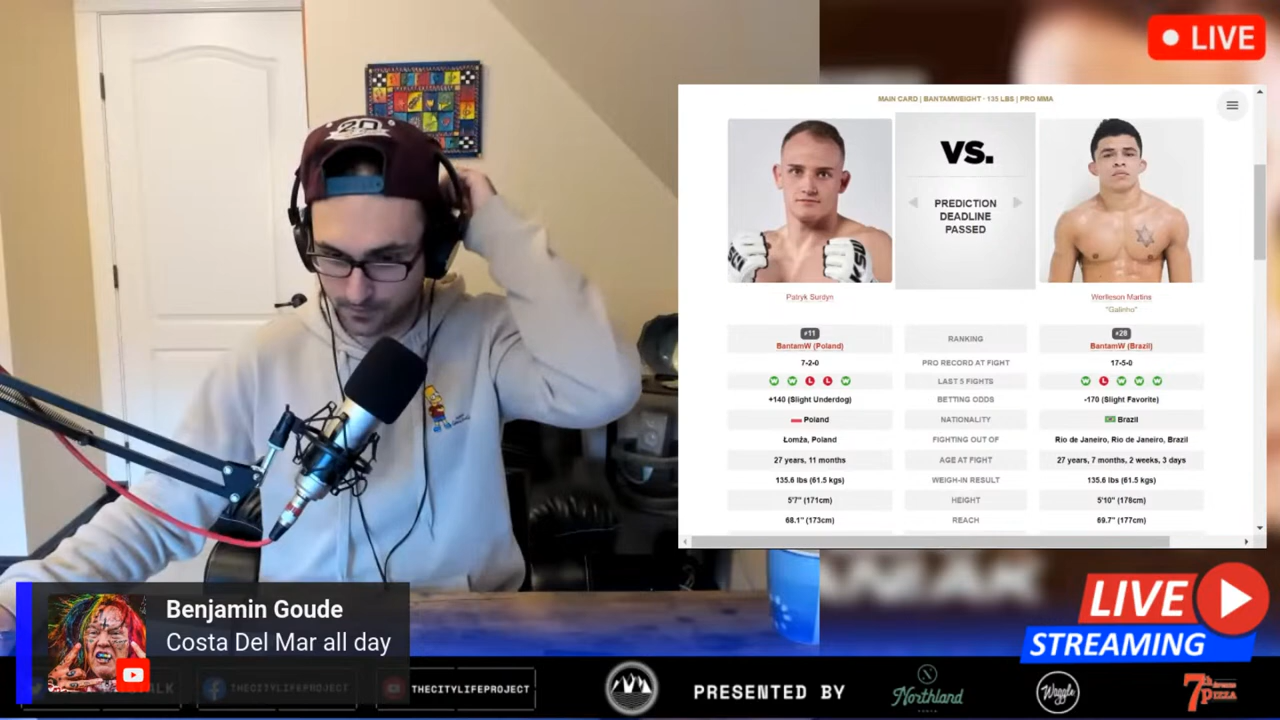 LIVE
MAIN CARD | BANTAMWEIGHT · 135 LBS | PRO MMA
VS.
PREDICTION
DEADLINE
PASSED
KSW
Patryk Surdyn
Werlleson Martins
"Galinho"
#11
BantamW (Poland)
RANKING
#28
BantamW (Brazil)
7-2-0
PRO RECORD AT FIGHT
17-5-0
W W L L W
LAST 5 FIGHTS
W L W W W
+140 (Slight Underdog)
BETTING ODDS
-170 (Slight Favorite)
Poland
NATIONALITY
Brazil
Łomża, Poland
FIGHTING OUT OF
Rio de Janeiro, Rio de Janeiro, Brazil
27 years, 11 months
AGE AT FIGHT
27 years, 7 months, 2 weeks, 3 days
135.6 lbs (61.5 kgs)
WEIGH-IN RESULT
135.6 lbs (61.5 kgs)
5'7" (171cm)
HEIGHT
5'10" (178cm)
68.1" (173cm)
REACH
69.7" (177cm)
Benjamin Goude
Costa Del Mar all day
LIVE
STREAMING
THECITYLIFEPROJECT
THECITYLIFEPROJECT
PRESENTED BY
Northland
Waggle
7th
PIZZA